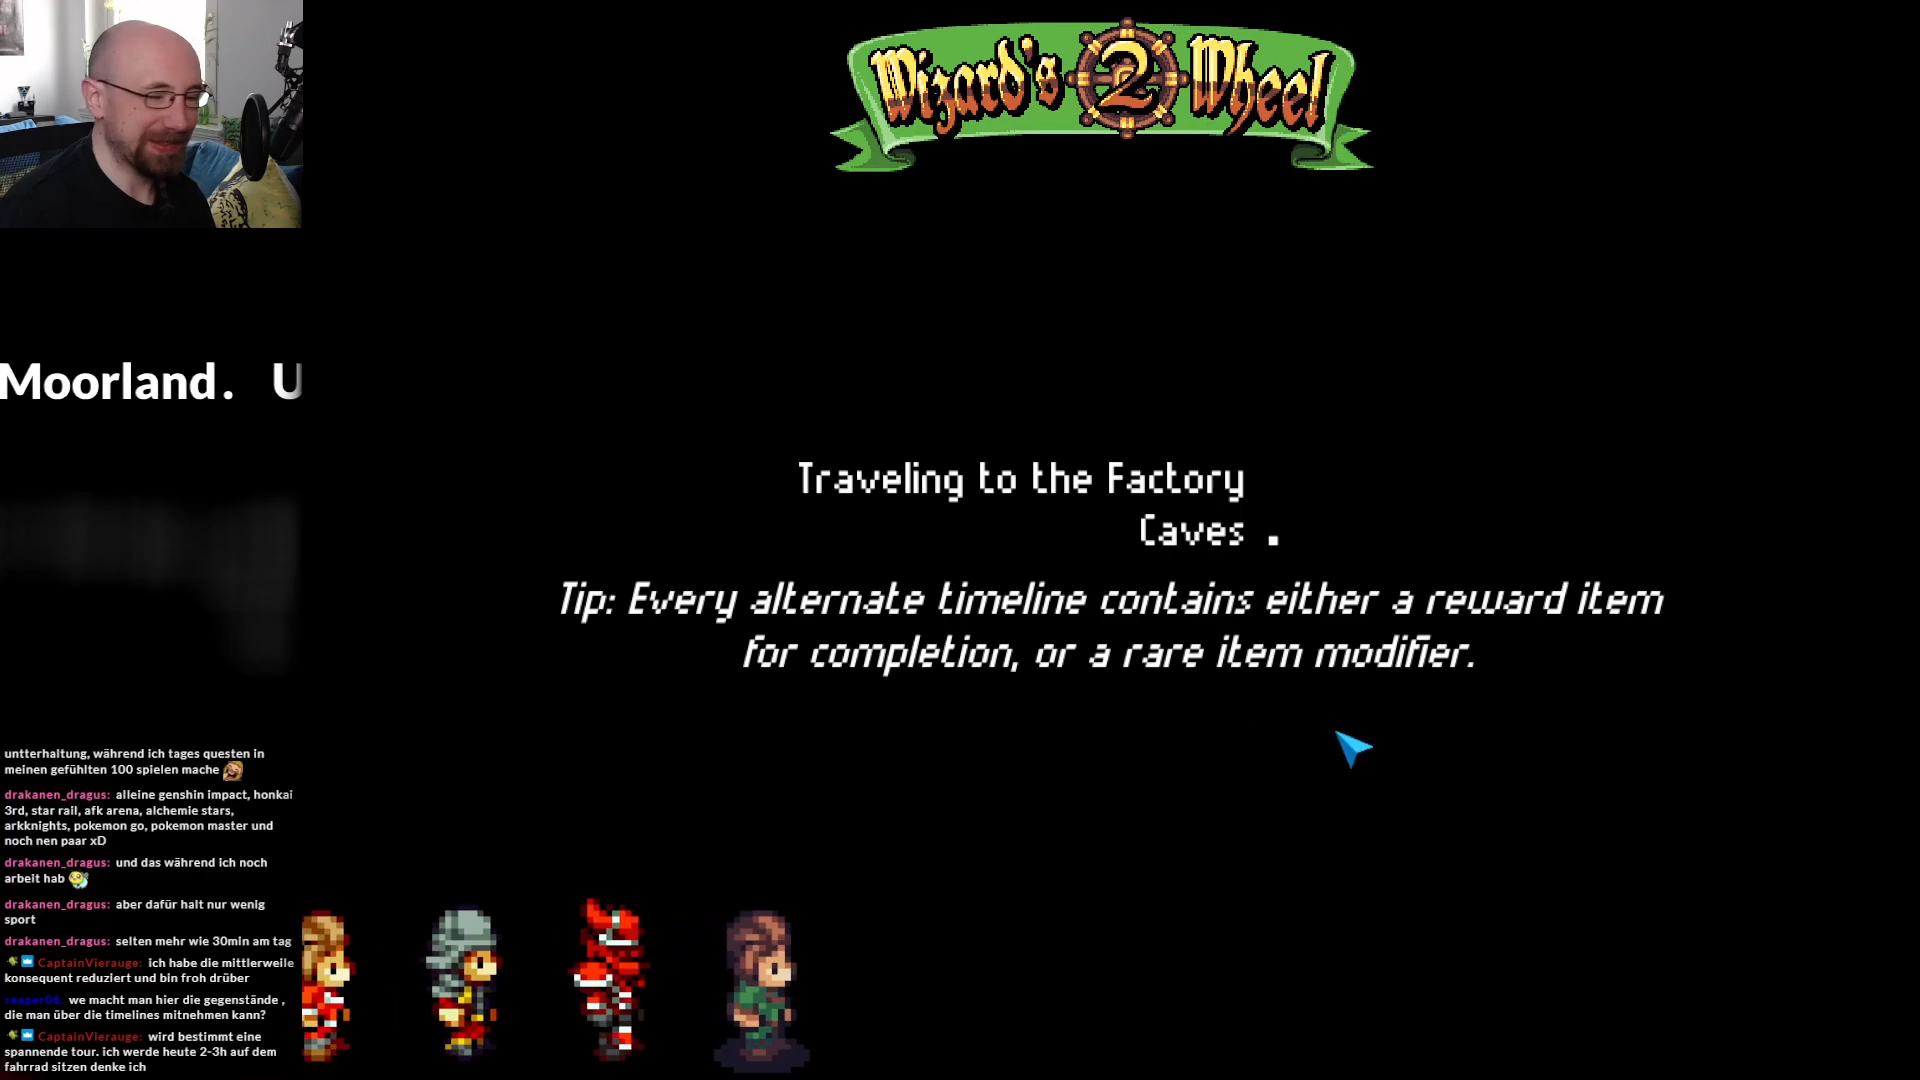 Wizard's 2 Wheel
Moorland. U
Traveling to the Factory
Caves .
Tip: Every alternate timeline contains either a reward item
for completion, or a rare item modifier.
untterhaltung, während ich tages questen in
meinen gefühlten 100 spielen mache
drakanen_dragus: alleine genshin impact, honkai
3rd, star rail, afk arena, alchemie stars,
arkknights, pokemon go, pokemon master und
noch nen paar xD
drakanen_dragus: und das während ich noch
arbeit hab
drakanen_dragus: aber dafür halt nur wenig
sport
drakanen_dragus: selten mehr wie 30min am tag
CaptainVierauge: ich habe die mittlerweile
konsequent reduziert und bin froh drüber
reaper06: we macht man hier die gegenstände ,
die man über die timelines mitnehmen kann?
CaptainVierauge: wird bestimmt eine
spannende tour. ich werde heute 2-3h auf dem
fahrrad sitzen denke ich